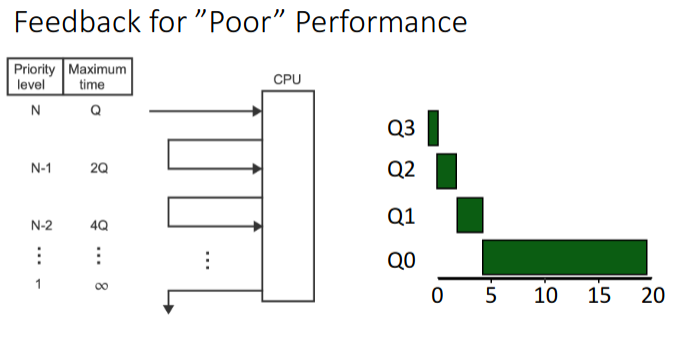 Feedback for ”Poor” Performance
Priority level
Maximum time
CPU
N Q
N-1 2Q
N-2 4Q
⋮ ⋮ ⋮
1 ∞
Q3
Q2
Q1
Q0
0 5 10 15 20